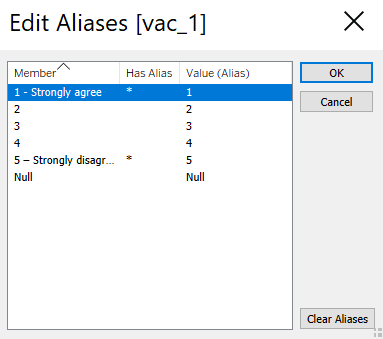 Edit Aliases [vac_1]
Member Has Alias Value (Alias)
1 - Strongly agree * 1
2 2
3 3
4 4
5 – Strongly disagr... * 5
Null Null
OK
Cancel
Clear Aliases